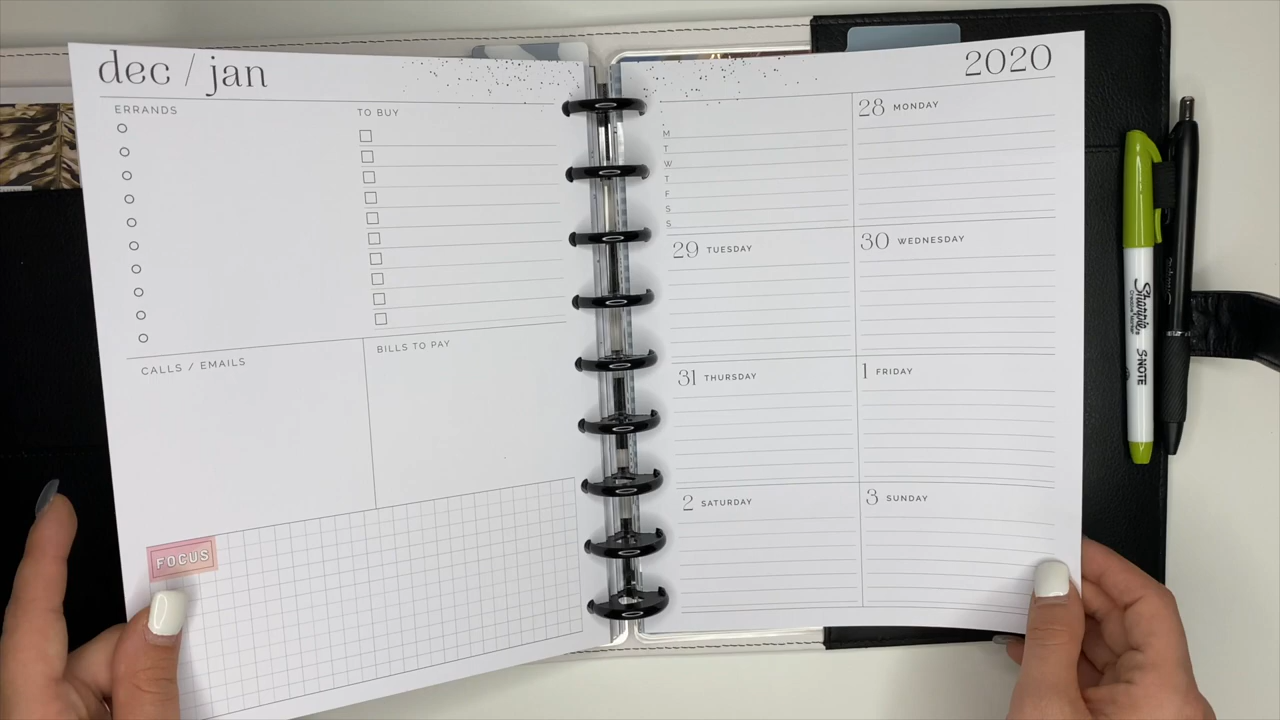 dec / jan
ERRANDS
TO BUY
CALLS / EMAILS
BILLS TO PAY
FOCUS
2020
M
T
W
T
F
S
S
28 MONDAY
29 TUESDAY
30 WEDNESDAY
31 THURSDAY
1 FRIDAY
2 SATURDAY
3 SUNDAY
Sharpie
S·NOTE